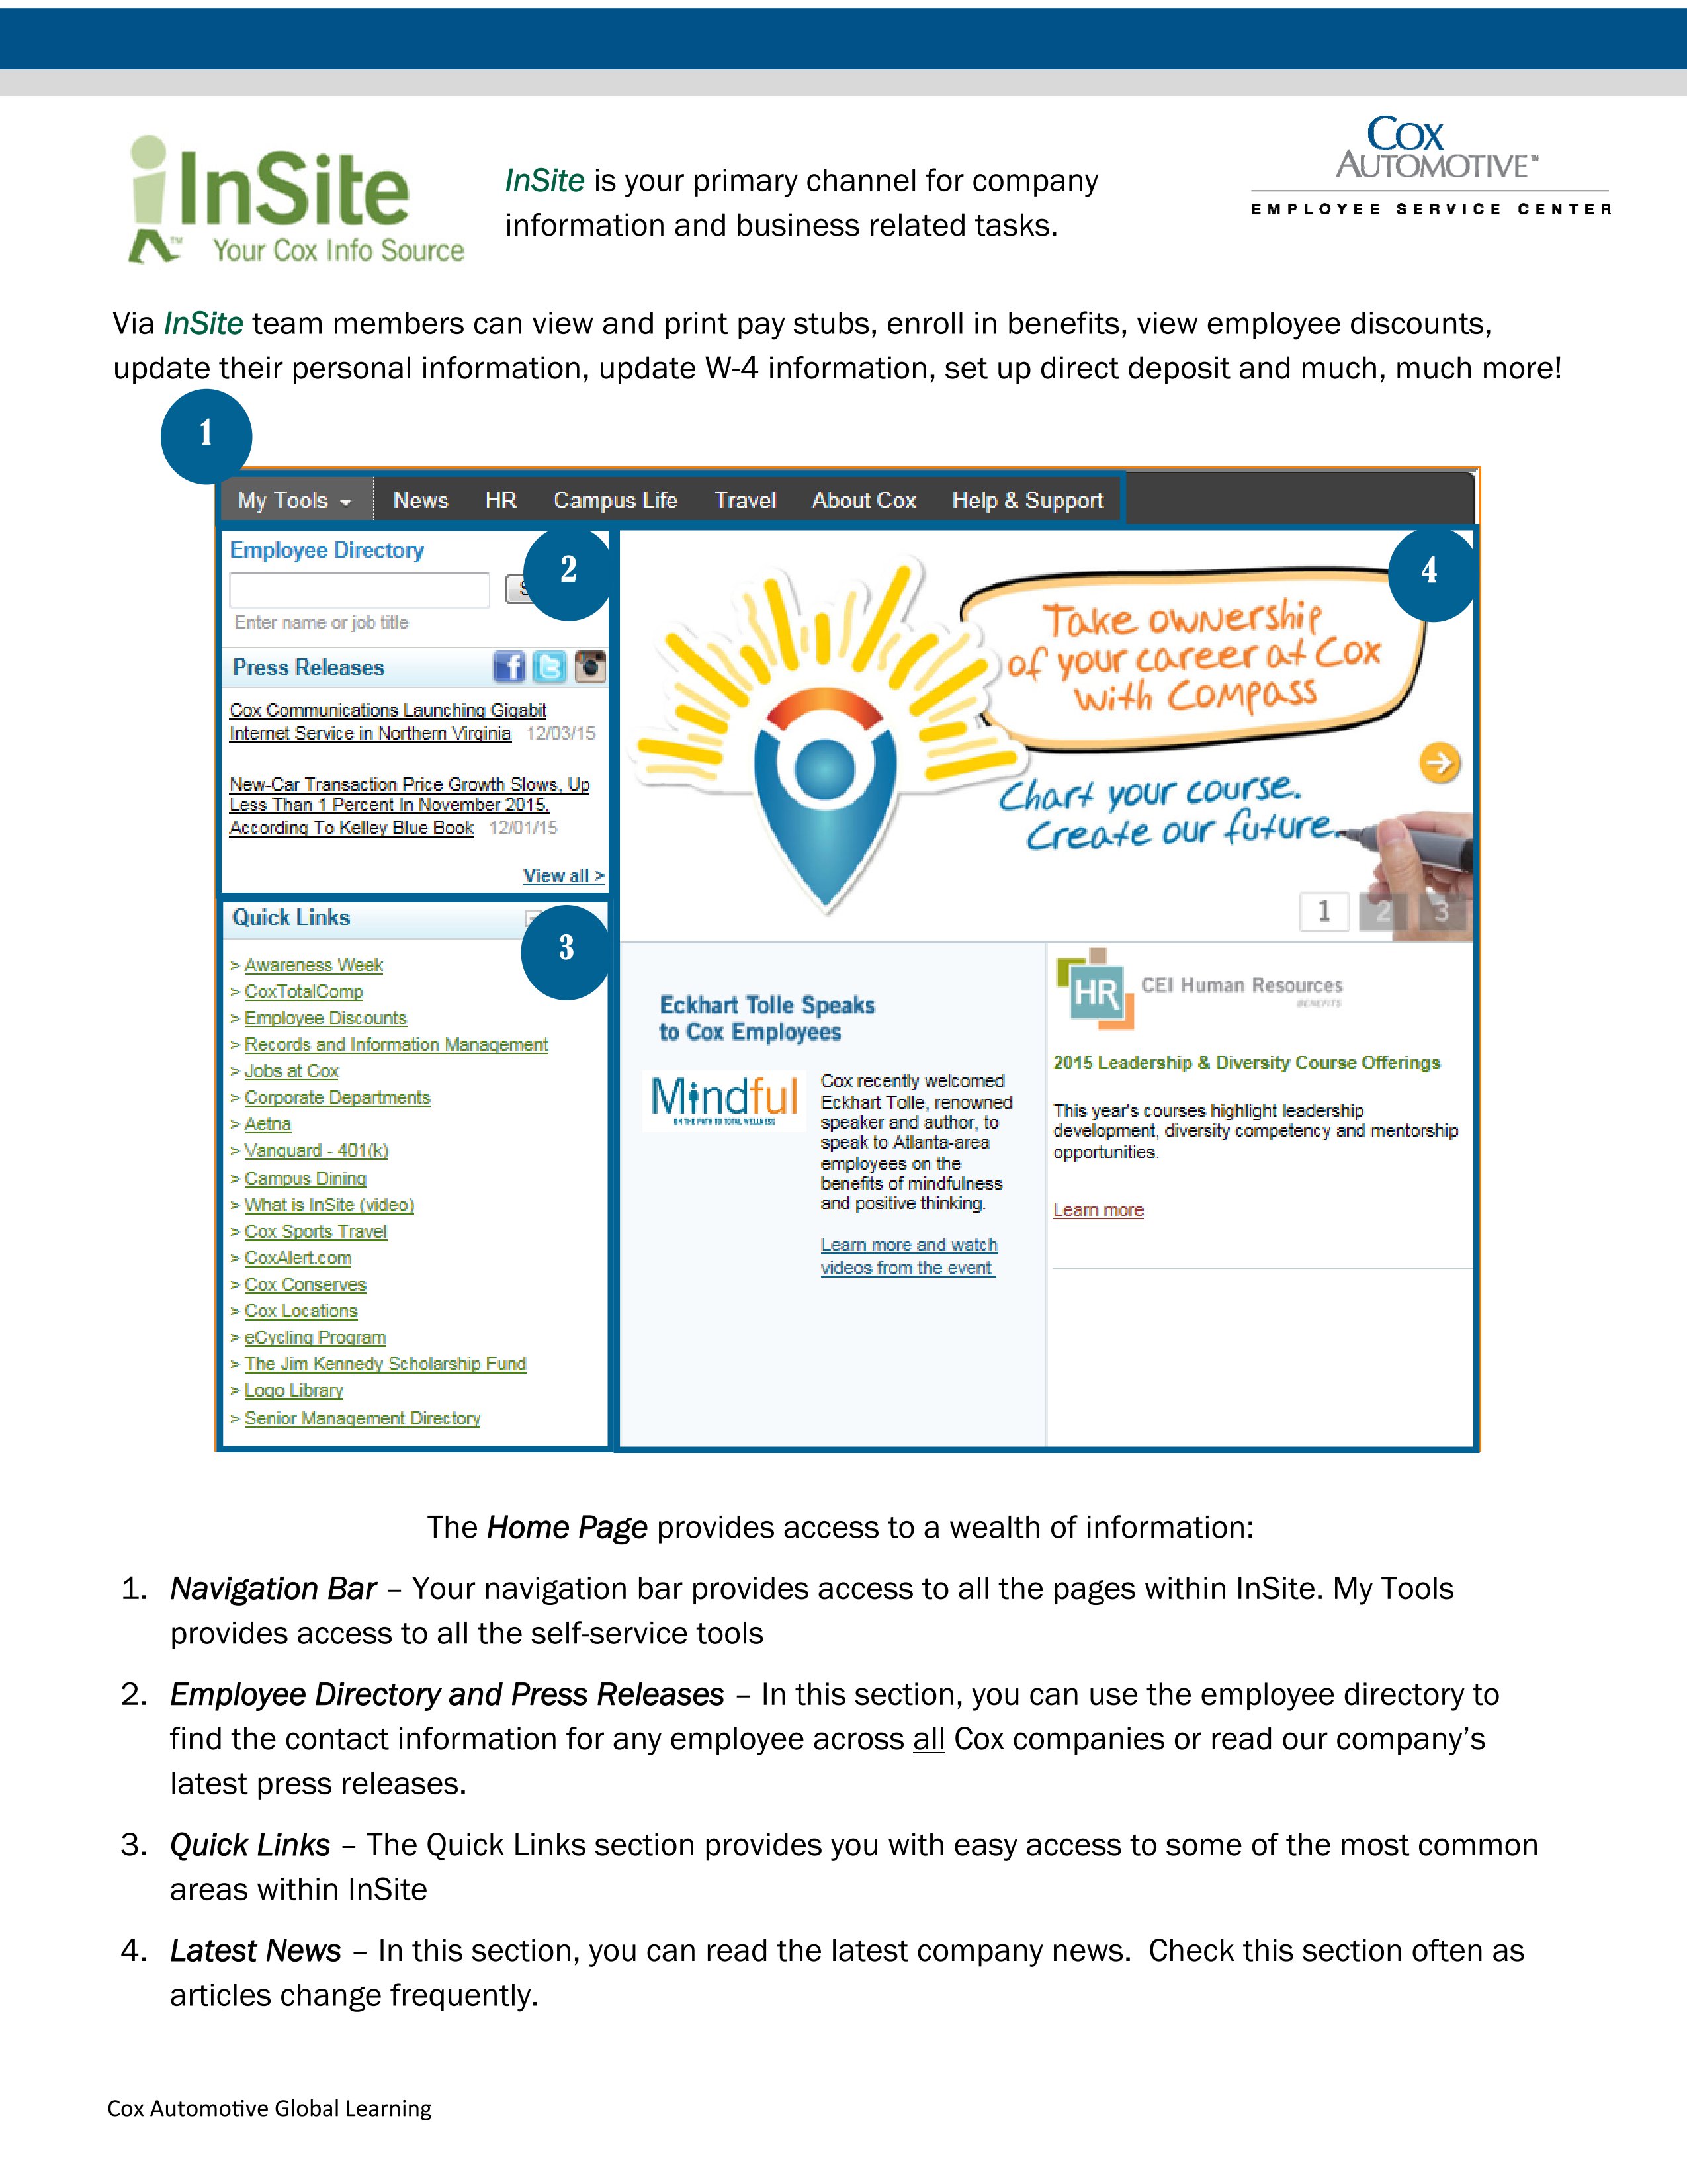 InSite
™ Your Cox Info Source
InSite is your primary channel for company
information and business related tasks.
COX
AUTOMOTIVE™
EMPLOYEE SERVICE CENTER
Via InSite team members can view and print pay stubs, enroll in benefits, view employee discounts,
update their personal information, update W-4 information, set up direct deposit and much, much more!
1
My Tools News HR Campus Life Travel About Cox Help & Support
Employee Directory
2
Enter name or job title
Press Releases
Cox Communications Launching Gigabit
Internet Service in Northern Virginia 12/03/15
New-Car Transaction Price Growth Slows, Up
Less Than 1 Percent In November 2015,
According To Kelley Blue Book 12/01/15
View all >
Quick Links
3
> Awareness Week
> CoxTotalComp
> Employee Discounts
> Records and Information Management
> Jobs at Cox
> Corporate Departments
> Aetna
> Vanguard - 401(k)
> Campus Dining
> What is InSite (video)
> Cox Sports Travel
> CoxAlert.com
> Cox Conserves
> Cox Locations
> eCycling Program
> The Jim Kennedy Scholarship Fund
> Logo Library
> Senior Management Directory
4
Take ownership
of your career at Cox
with Compass
Chart your course.
Create our future.
1 2 3
Eckhart Tolle Speaks
to Cox Employees
Mindful
ON THE PATH TO TOTAL WELLNESS
Cox recently welcomed
Eckhart Tolle, renowned
speaker and author, to
speak to Atlanta-area
employees on the
benefits of mindfulness
and positive thinking.
Learn more and watch
videos from the event
HR CEI Human Resources
BENEFITS
2015 Leadership & Diversity Course Offerings
This year's courses highlight leadership
development, diversity competency and mentorship
opportunities.
Learn more
The Home Page provides access to a wealth of information:
1. Navigation Bar – Your navigation bar provides access to all the pages within InSite. My Tools
provides access to all the self-service tools
2. Employee Directory and Press Releases – In this section, you can use the employee directory to
find the contact information for any employee across all Cox companies or read our company’s
latest press releases.
3. Quick Links – The Quick Links section provides you with easy access to some of the most common
areas within InSite
4. Latest News – In this section, you can read the latest company news. Check this section often as
articles change frequently.
Cox Automotive Global Learning